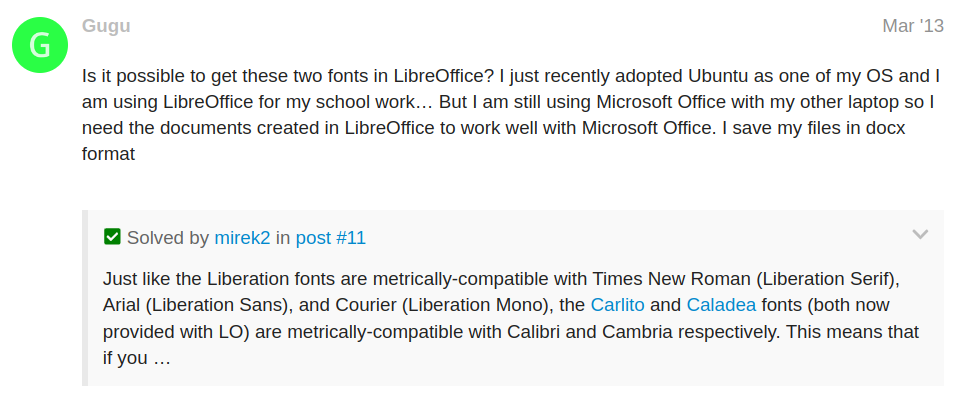 G
Gugu
Mar '13
Is it possible to get these two fonts in LibreOffice? I just recently adopted Ubuntu as one of my OS and I
am using LibreOffice for my school work… But I am still using Microsoft Office with my other laptop so I
need the documents created in LibreOffice to work well with Microsoft Office. I save my files in docx
format
Solved by mirek2 in post #11
Just like the Liberation fonts are metrically-compatible with Times New Roman (Liberation Serif),
Arial (Liberation Sans), and Courier (Liberation Mono), the Carlito and Caladea fonts (both now
provided with LO) are metrically-compatible with Calibri and Cambria respectively. This means that
if you …